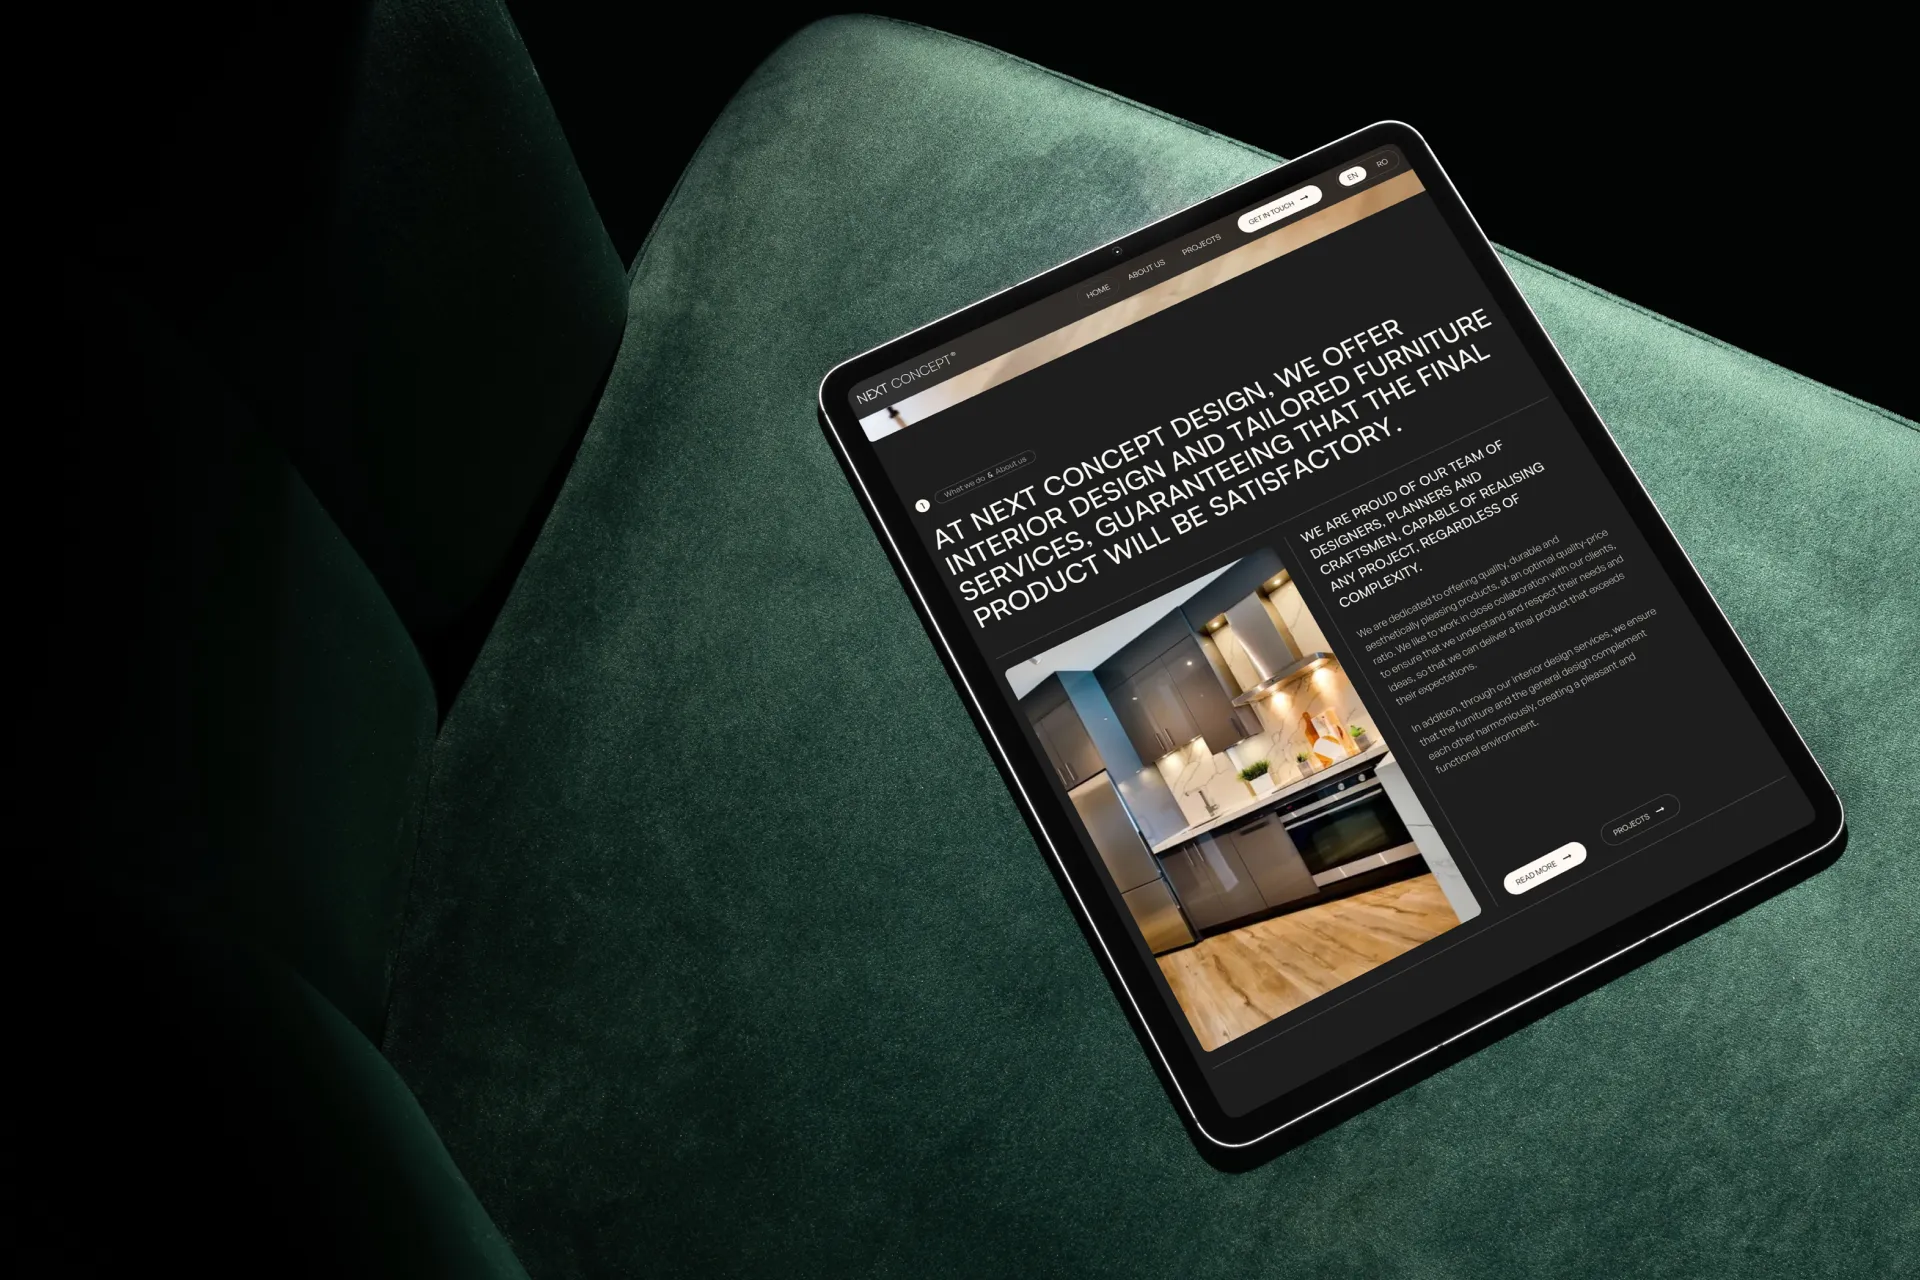 NEXT CONCEPT®
HOME
ABOUT US
PROJECTS
GET IN TOUCH →
EN
RO
1
What we do & About us
AT NEXT CONCEPT DESIGN, WE OFFER
INTERIOR DESIGN AND TAILORED FURNITURE
SERVICES, GUARANTEEING THAT THE FINAL
PRODUCT WILL BE SATISFACTORY.
WE ARE PROUD OF OUR TEAM OF
DESIGNERS, PLANNERS AND
CRAFTSMEN, CAPABLE OF REALISING
ANY PROJECT, REGARDLESS OF
COMPLEXITY.
We are dedicated to offering quality, durable and
aesthetically pleasing products, at an optimal quality-price
ratio. We like to work in close collaboration with our clients,
to ensure that we understand and respect their needs and
ideas, so that we can deliver a final product that exceeds
their expectations.
In addition, through our interior design services, we ensure
that the furniture and the general design complement
each other harmoniously, creating a pleasant and
functional environment.
READ MORE →
PROJECTS →